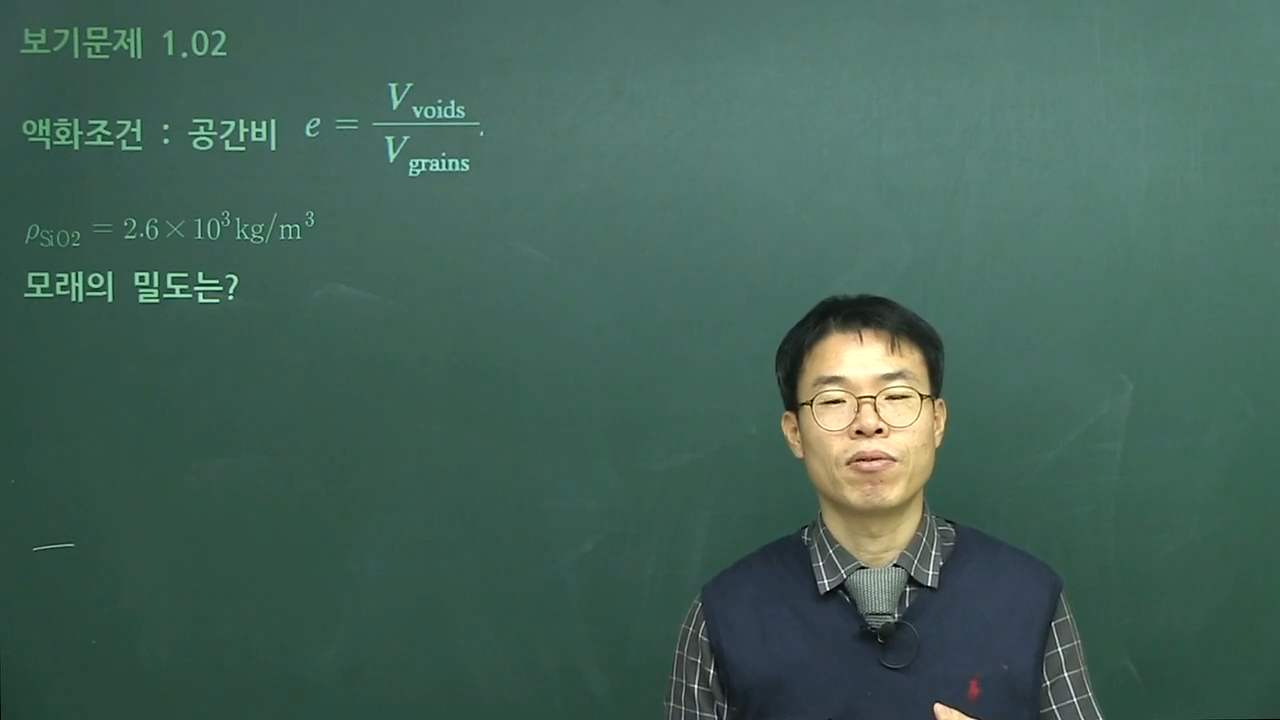 보기문제 1.02
액화조건 : 공간비 e = V_voids / V_grains.
ρ_SiO2 = 2.6 × 10³ kg/m³
모래의 밀도는?